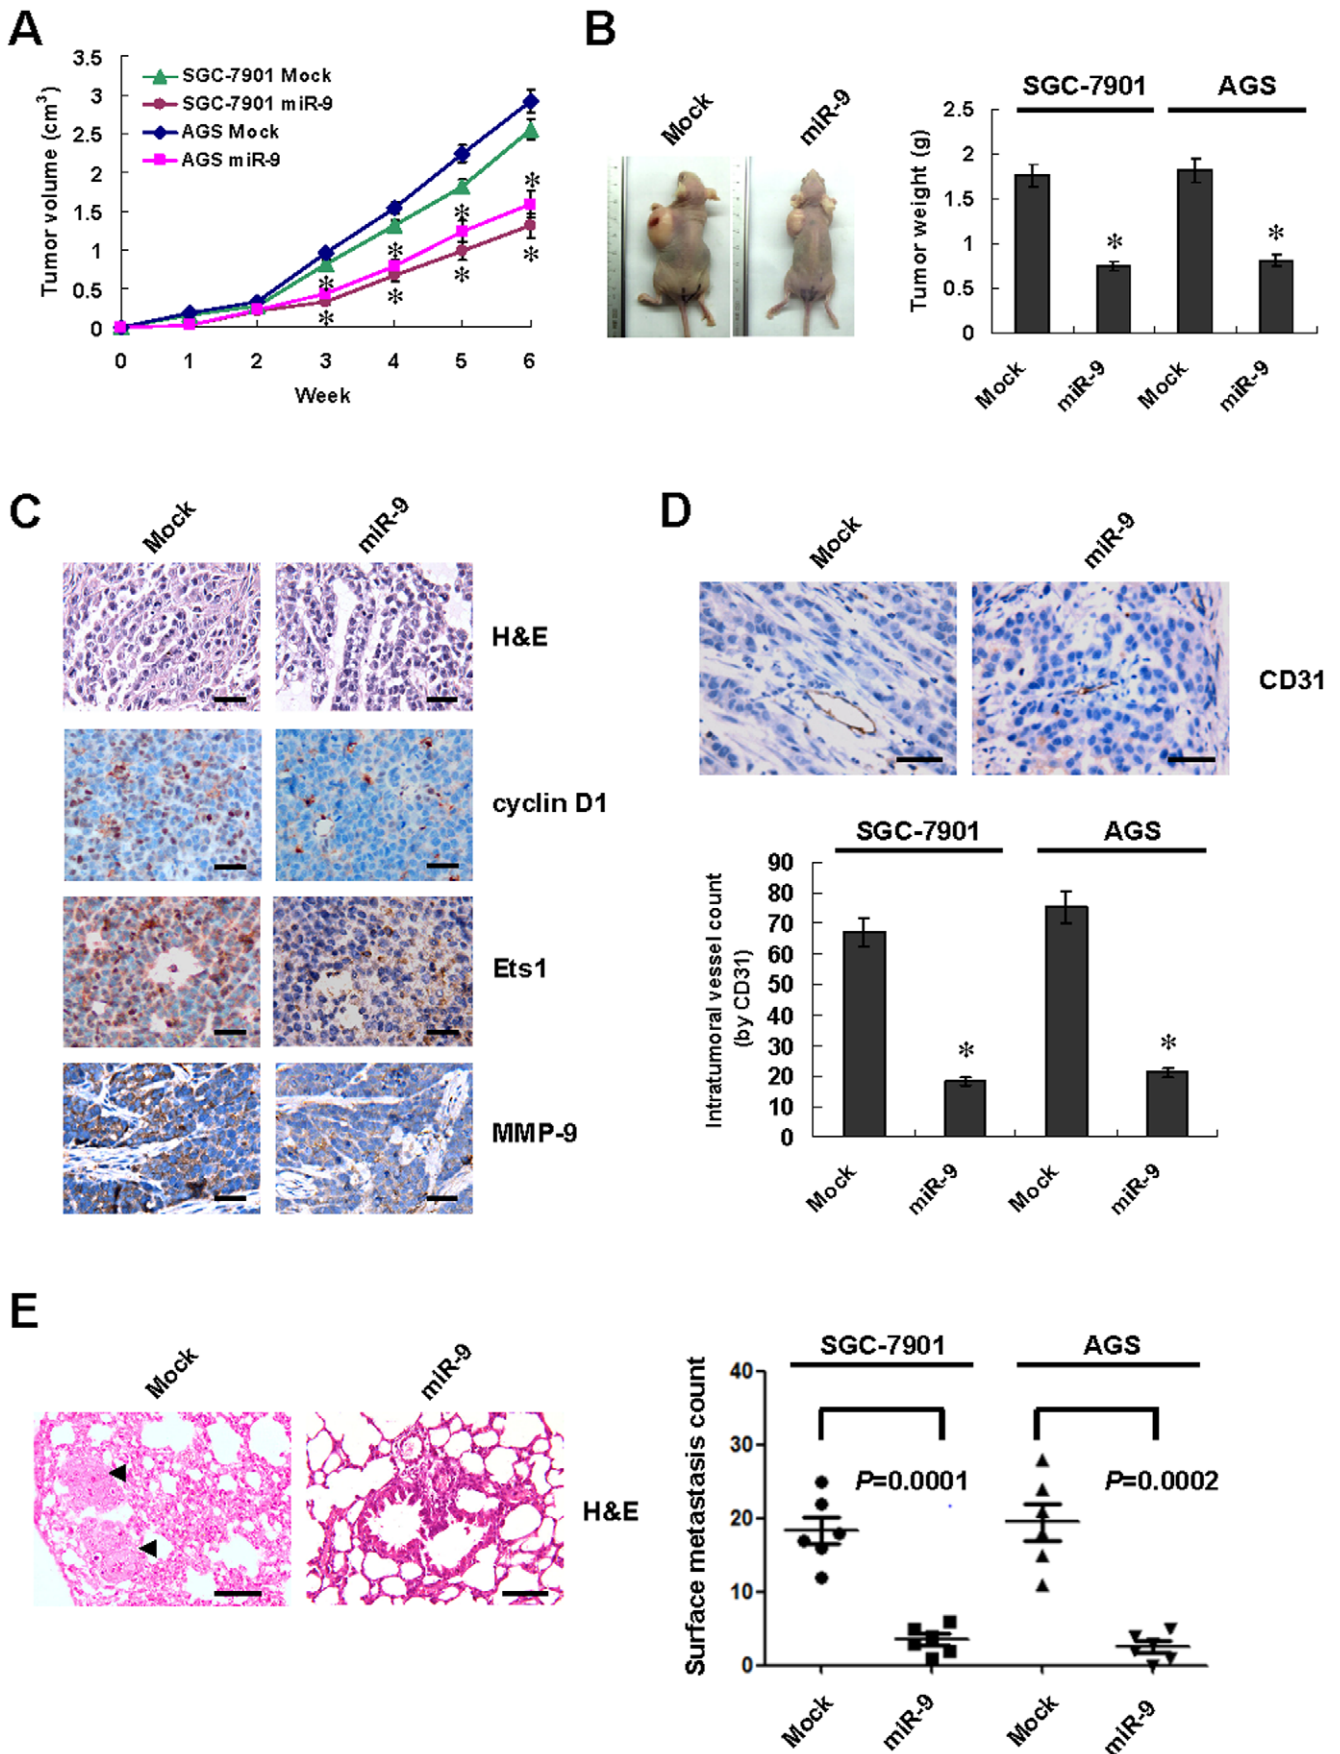 A
3.5
3
2.5
2
1.5
1
0.5
0
Tumor volume (cm³)
SGC-7901 Mock
SGC-7901 miR-9
AGS Mock
AGS miR-9
* * * *
* * * *
0 1 2 3 4 5 6
Week
B
Mock miR-9
SGC-7901 AGS
Tumor weight (g)
2.5
2
1.5
1
0.5
0
* *
Mock miR-9 Mock miR-9
C
Mock miR-9
H&E
cyclin D1
Ets1
MMP-9
D
Mock miR-9
CD31
SGC-7901 AGS
Intratumoral vessel count
(by CD31)
90
80
70
60
50
40
30
20
10
0
* *
Mock miR-9 Mock miR-9
E
Mock miR-9
H&E
SGC-7901 AGS
Surface metastasis count
40
30
20
10
0
P=0.0001 P=0.0002
Mock miR-9 Mock miR-9